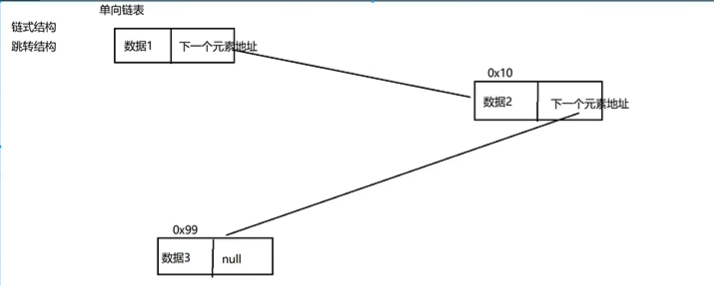 单向链表
链式结构
跳转结构
数据1 下一个元素地址
0x10
数据2 下一个元素地址
0x99
数据3 null